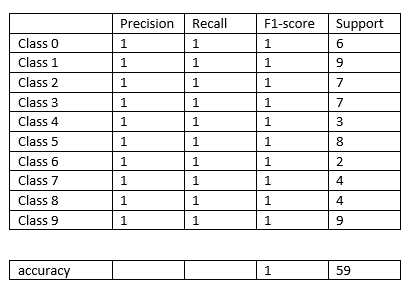 Precision Recall F1-score Support
Class 0 1 1 1 6
Class 1 1 1 1 9
Class 2 1 1 1 7
Class 3 1 1 1 7
Class 4 1 1 1 3
Class 5 1 1 1 8
Class 6 1 1 1 2
Class 7 1 1 1 4
Class 8 1 1 1 4
Class 9 1 1 1 9
accuracy 1 59